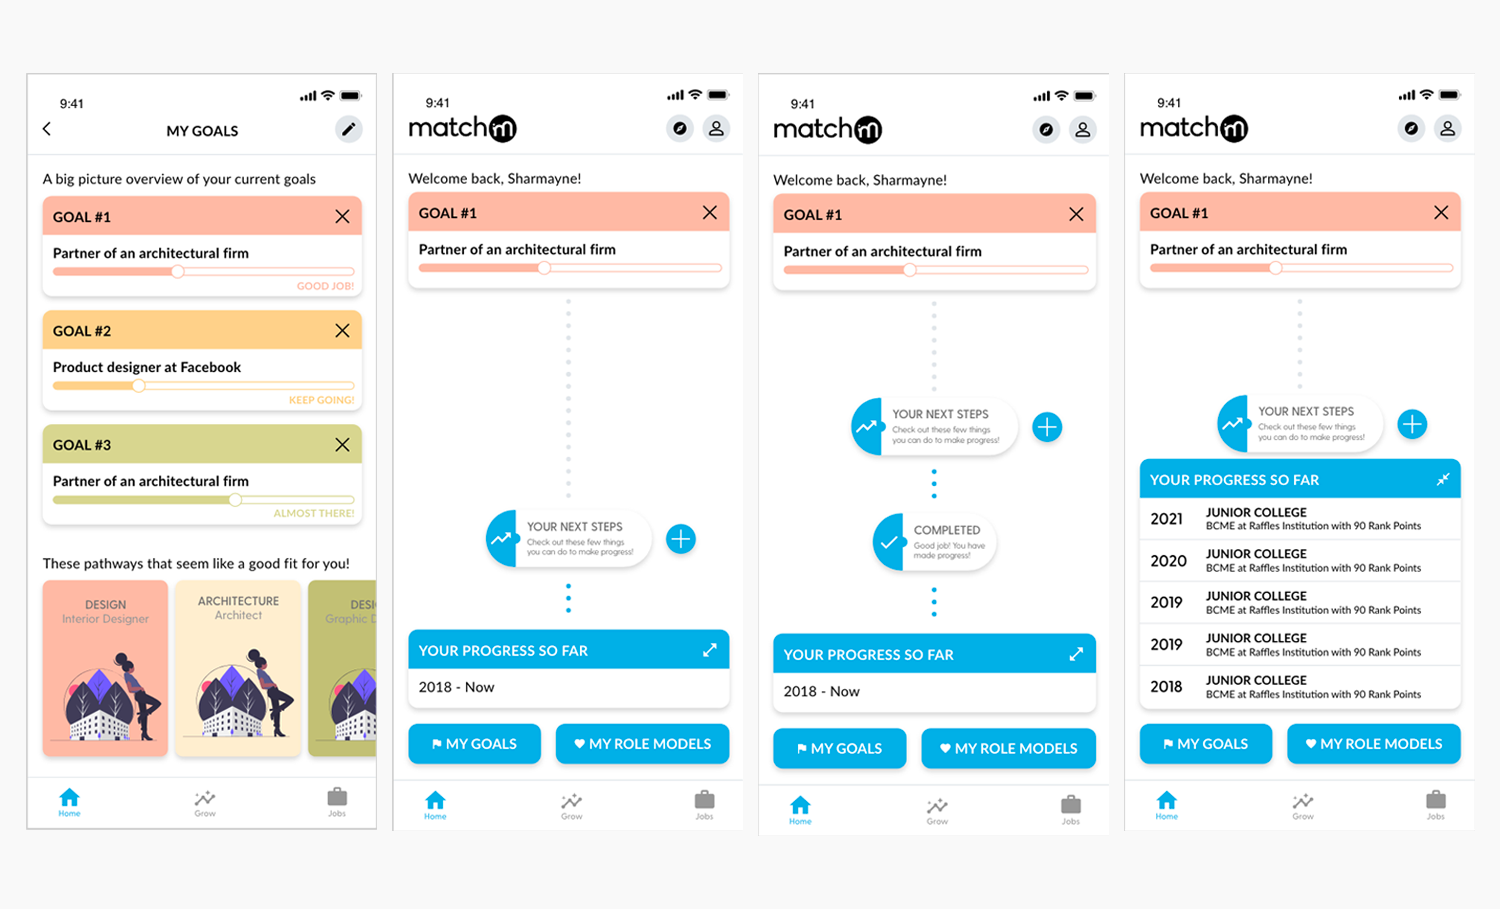 9:41
MY GOALS
A big picture overview of your current goals
GOAL #1
Partner of an architectural firm
GOOD JOB!
GOAL #2
Product designer at Facebook
KEEP GOING!
GOAL #3
Partner of an architectural firm
ALMOST THERE!
These pathways that seem like a good fit for you!
DESIGN
Interior Designer
ARCHITECTURE
Architect
DESI
Graphic D
Home
Grow
Jobs
9:41
match m
Welcome back, Sharmayne!
GOAL #1
Partner of an architectural firm
YOUR NEXT STEPS
Check out these few things
you can do to make progress!
YOUR PROGRESS SO FAR
2018 - Now
MY GOALS
MY ROLE MODELS
Home
Grow
Jobs
9:41
match m
Welcome back, Sharmayne!
GOAL #1
Partner of an architectural firm
YOUR NEXT STEPS
Check out these few things
you can do to make progress!
COMPLETED
Good job! You have
made progress!
YOUR PROGRESS SO FAR
2018 - Now
MY GOALS
MY ROLE MODELS
Home
Grow
Jobs
9:41
match m
Welcome back, Sharmayne!
GOAL #1
Partner of an architectural firm
YOUR NEXT STEPS
Check out these few things
you can do to make progress!
YOUR PROGRESS SO FAR
2021 JUNIOR COLLEGE
BCME at Raffles Institution with 90 Rank Points
2020 JUNIOR COLLEGE
BCME at Raffles Institution with 90 Rank Points
2019 JUNIOR COLLEGE
BCME at Raffles Institution with 90 Rank Points
2019 JUNIOR COLLEGE
BCME at Raffles Institution with 90 Rank Points
2018 JUNIOR COLLEGE
BCME at Raffles Institution with 90 Rank Points
MY GOALS
MY ROLE MODELS
Home
Grow
Jobs